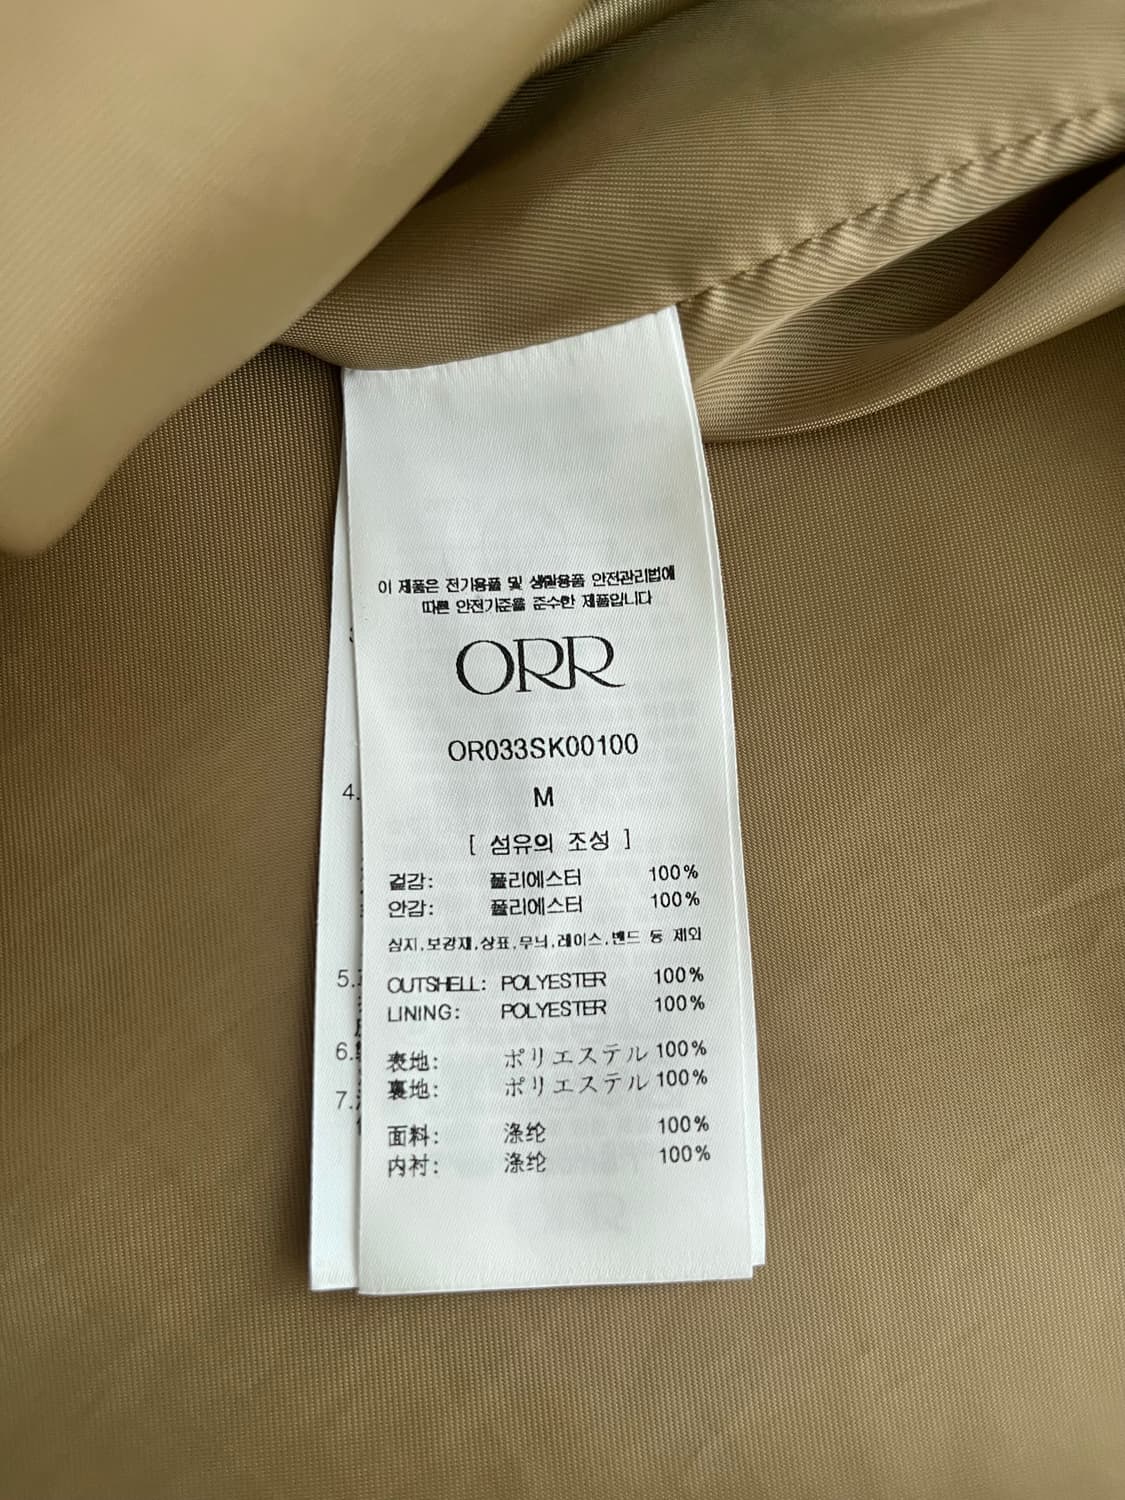 이 제품은 전기용품 및 생활용품 안전관리법에
따른 안전기준을 준수한 제품입니다
ORR
OR033SK00100
M
[ 섬유의 조성 ]
겉감: 폴리에스터 100%
안감: 폴리에스터 100%
심지,보강재,상표,무늬,레이스,밴드 등 제외
OUTSHELL: POLYESTER 100%
LINING: POLYESTER 100%
表地: ポリエステル 100%
裏地: ポリエステル 100%
面料: 涤纶 100%
内衬: 涤纶 100%
4.
5.
6.
7.